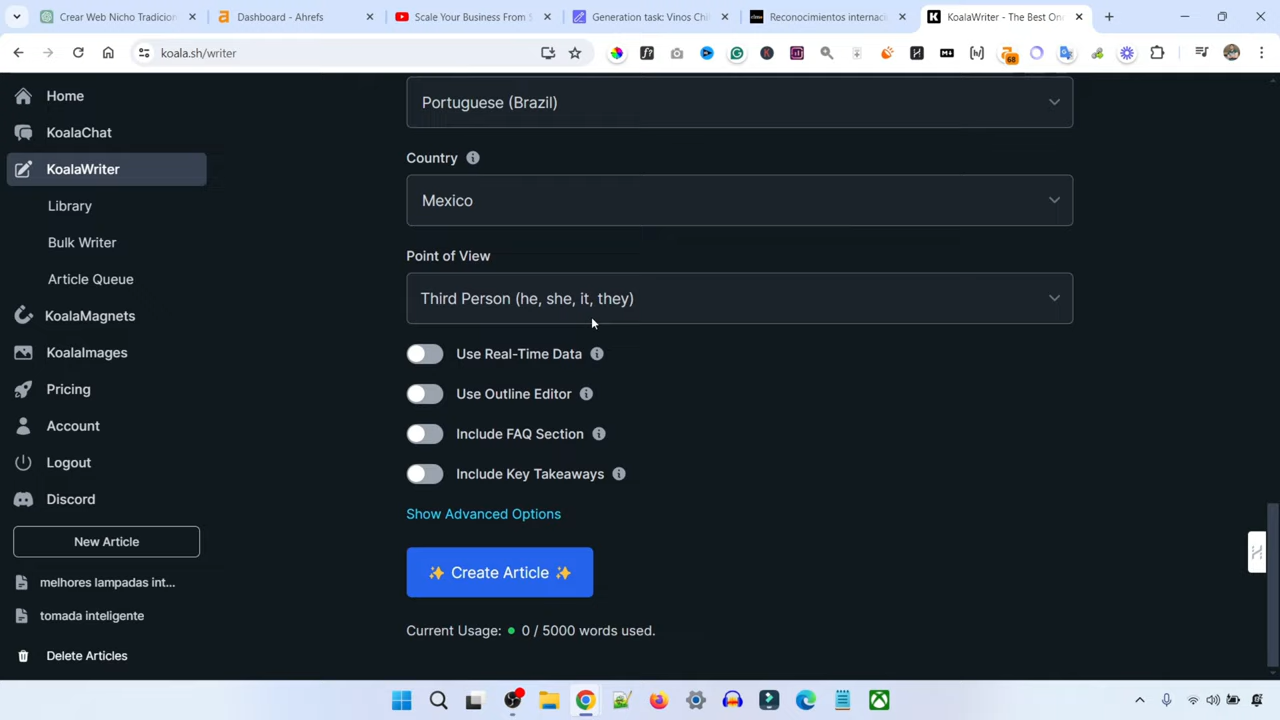 Crear Web Nicho Tradicion
Dashboard - Ahrefs
Scale Your Business From S
Generation task: Vinos Chi
Reconocimientos internaci
KoalaWriter - The Best On
koala.sh/writer
68
Home
KoalaChat
KoalaWriter
Library
Bulk Writer
Article Queue
KoalaMagnets
KoalaImages
Pricing
Account
Logout
Discord
New Article
melhores lampadas int...
tomada inteligente
Delete Articles
Portuguese (Brazil)
Country
Mexico
Point of View
Third Person (he, she, it, they)
Use Real-Time Data
Use Outline Editor
Include FAQ Section
Include Key Takeaways
Show Advanced Options
✨ Create Article ✨
Current Usage: 0 / 5000 words used.